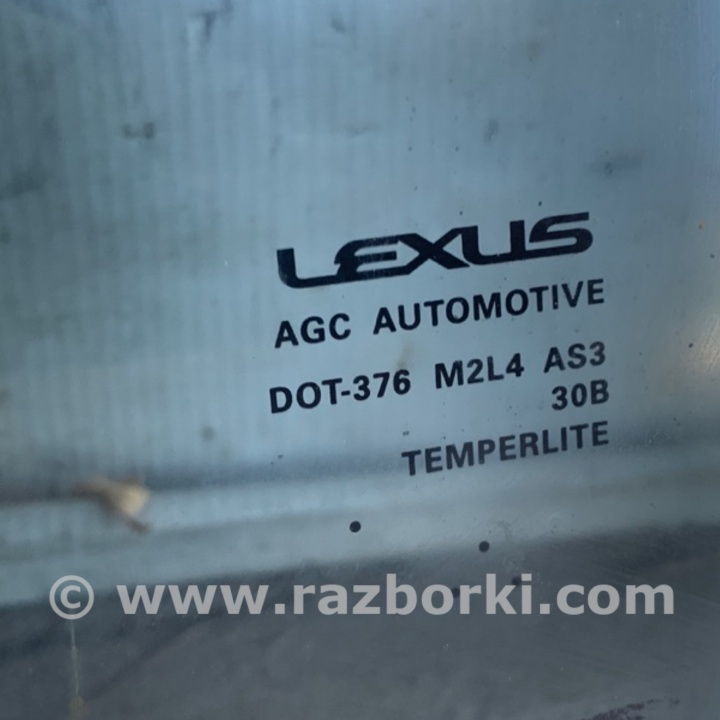 LEXUS
AGC AUTOMOTIVE
DOT-376 M2L4 AS3
30B
TEMPERLITE
© www.razborki.com